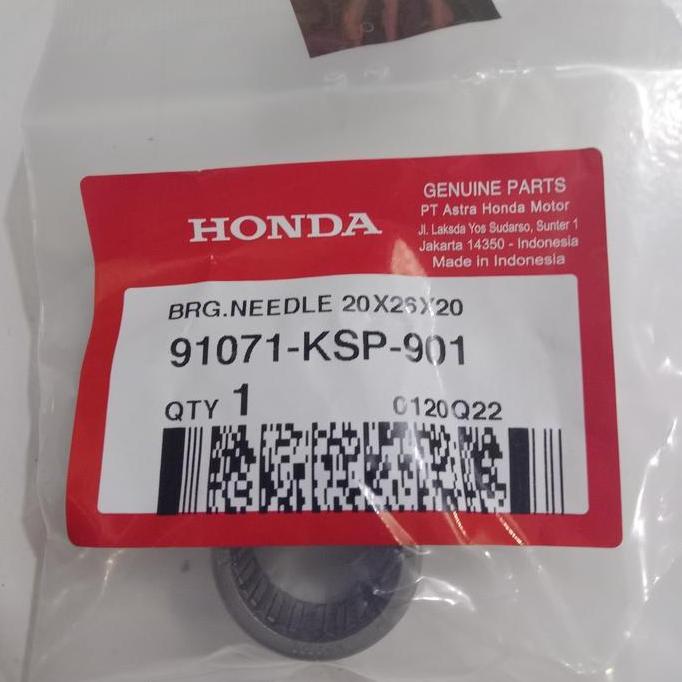 HONDA
GENUINE PARTS
PT Astra Honda Motor
Jl. Laksda Yos Sudarso, Sunter 1
Jakarta 14350 - Indonesia
Made in Indonesia
BRG.NEEDLE 20X26X20
91071-KSP-901
QTY 1 0120Q22